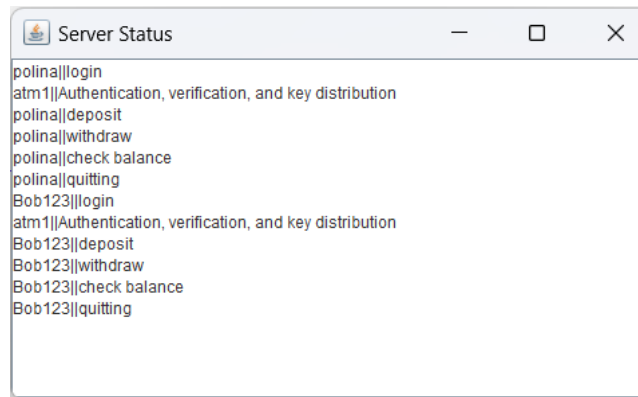 Server Status
polina||login
atm1||Authentication, verification, and key distribution
polina||deposit
polina||withdraw
polina||check balance
polina||quitting
Bob123||login
atm1||Authentication, verification, and key distribution
Bob123||deposit
Bob123||withdraw
Bob123||check balance
Bob123||quitting